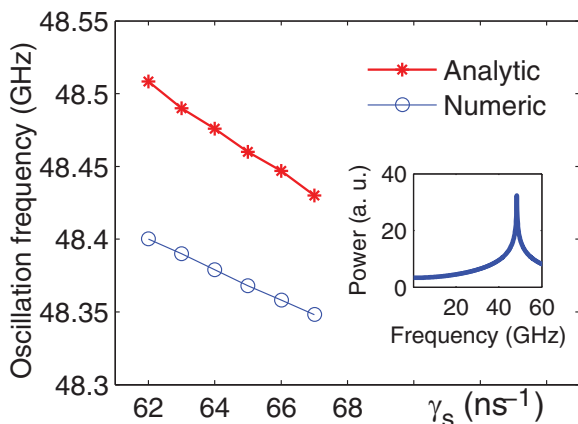 48.55
48.5
48.45
48.4
48.35
48.3
Oscillation frequency (GHz)
Analytic
Numeric
40
20
0
Power (a. u.)
20 40 60
Frequency (GHz)
62 64 66 68 γs (ns⁻¹)